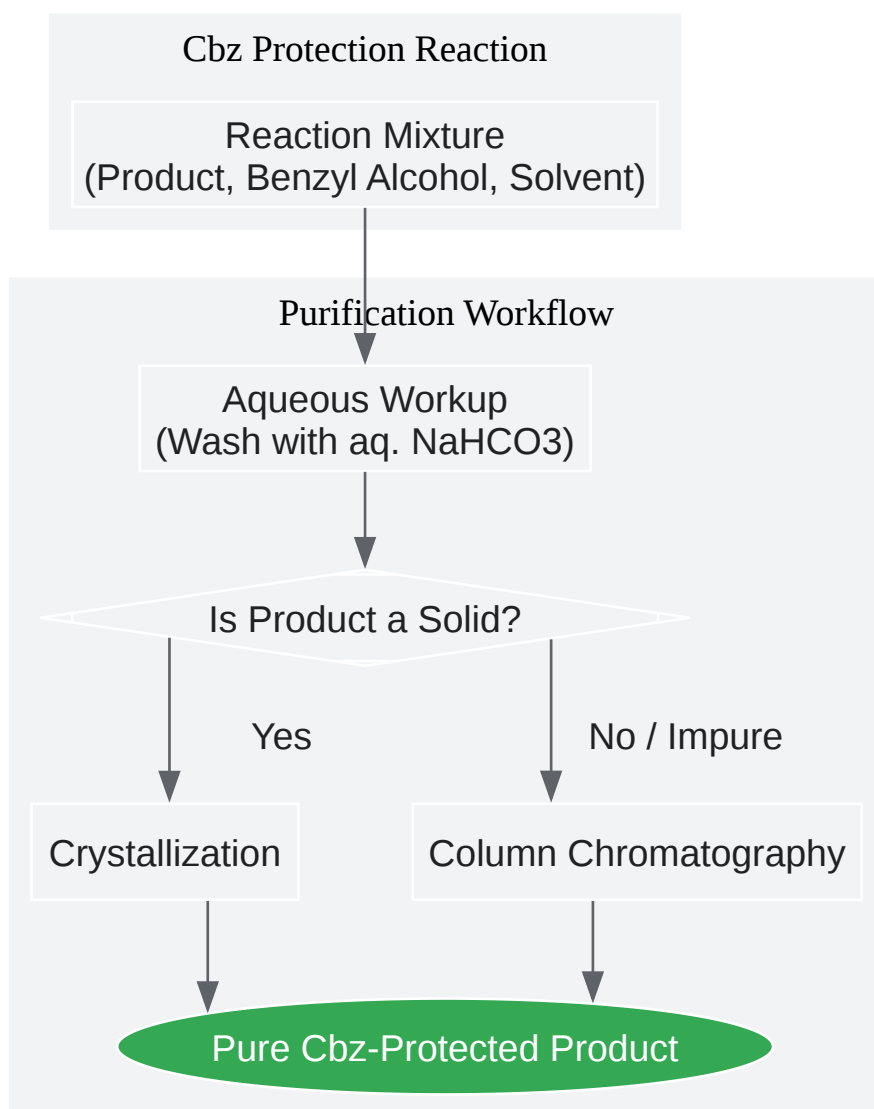 Cbz Protection Reaction
Reaction Mixture
(Product, Benzyl Alcohol, Solvent)
Purification Workflow
Aqueous Workup
(Wash with aq. NaHCO3)
Is Product a Solid?
Yes
No / Impure
Crystallization
Column Chromatography
Pure Cbz-Protected Product